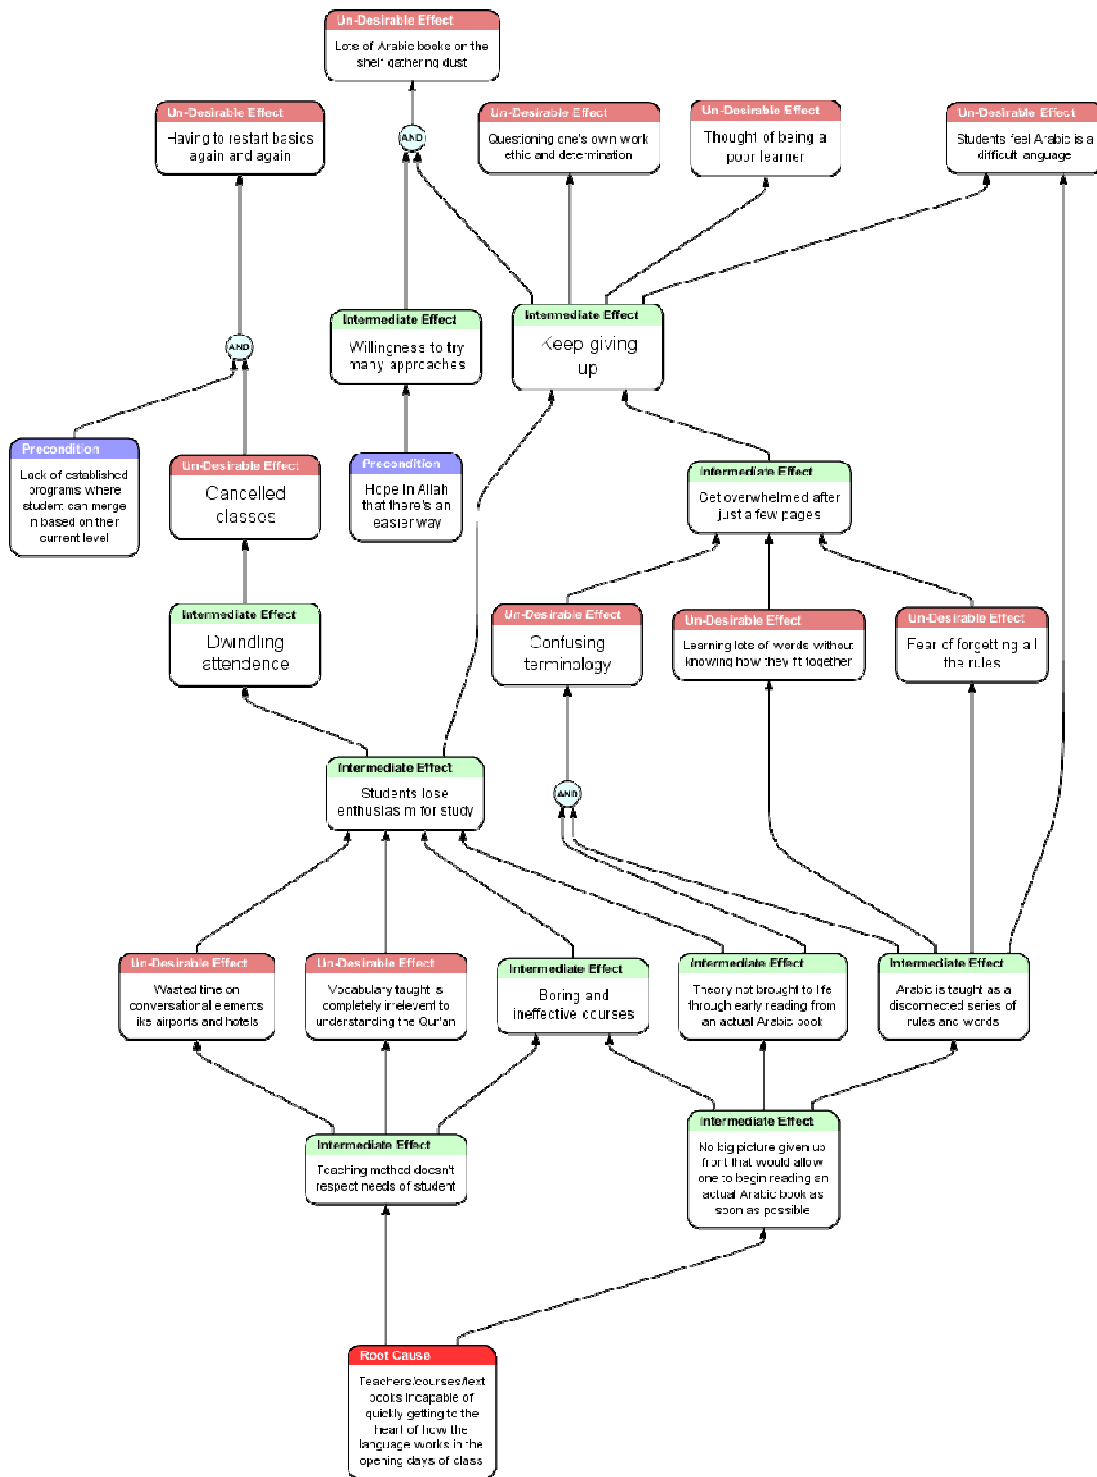 Un-Desirable Effect
Lots of Arabic books on the
shelf gathering dust
Un-Desirable Effect
Having to restart basics
again and again
AND
Un-Desirable Effect
Questioning one's own work
ethic and determination
Un-Desirable Effect
Thought of being a
poor learner
Un-Desirable Effect
Students feel Arabic is a
difficult language
Intermediate Effect
Willingness to try
many approaches
Intermediate Effect
Keep giving
up
AND
Precondition
Lack of established
programs where
student can merge
in based on their
current level
Un-Desirable Effect
Cancelled
classes
Precondition
Hope in Allah
that there's an
easier way
Intermediate Effect
Get overwhelmed after
just a few pages
Intermediate Effect
Dwindling
attendence
Un-Desirable Effect
Confusing
terminology
Un-Desirable Effect
Learning lots of words without
knowing how they fit together
Un-Desirable Effect
Fear of forgetting all
the rules
Intermediate Effect
Students lose
enthusiasm for study
AND
Un-Desirable Effect
Wasted time on
conversational elements
like airports and hotels
Un-Desirable Effect
Vocabulary taught is
completely irrelevent to
understanding the Qur'an
Intermediate Effect
Boring and
ineffective courses
Intermediate Effect
Theory not brought to life
through early reading from
an actual Arabic book
Intermediate Effect
Arabic is taught as a
disconnected series of
rules and words
Intermediate Effect
Teaching method doesn't
respect needs of student
Intermediate Effect
No big picture given up
front that would allow
one to begin reading an
actual Arabic book as
soon as possible
Root Cause
Teachers/courses/text
books incapable of
quickly getting to the
heart of how the
language works in the
opening days of class